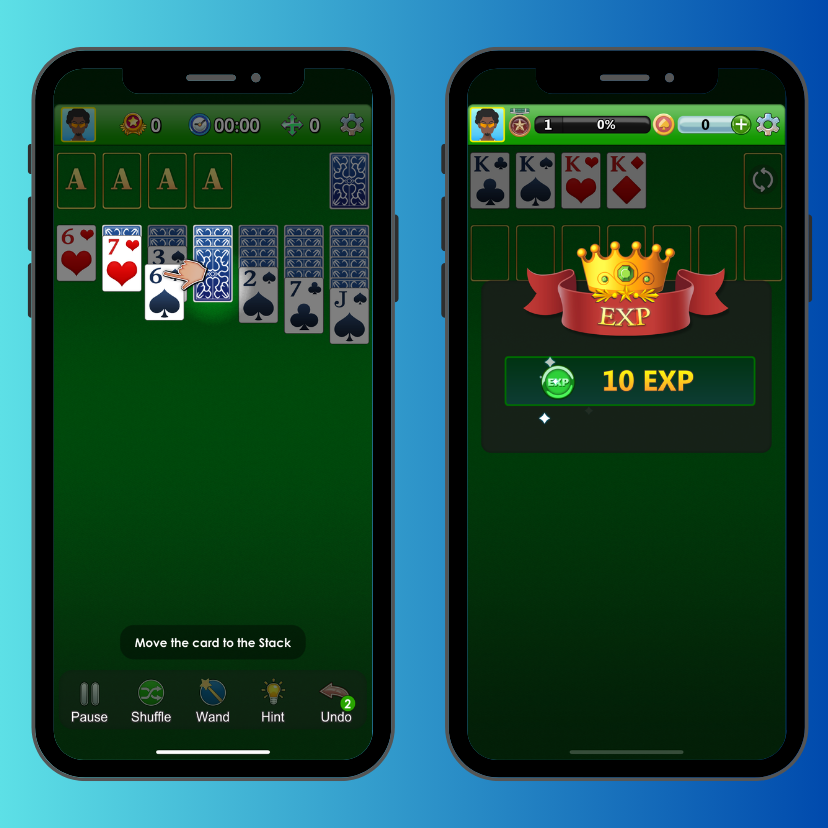 0
00:00
0
A A A A
6
7
3
6
2
7
J
Move the card to the Stack
2
Pause
Shuffle
Wand
Hint
Undo
1
0%
0
K K K K
EXP
EXP
10 EXP